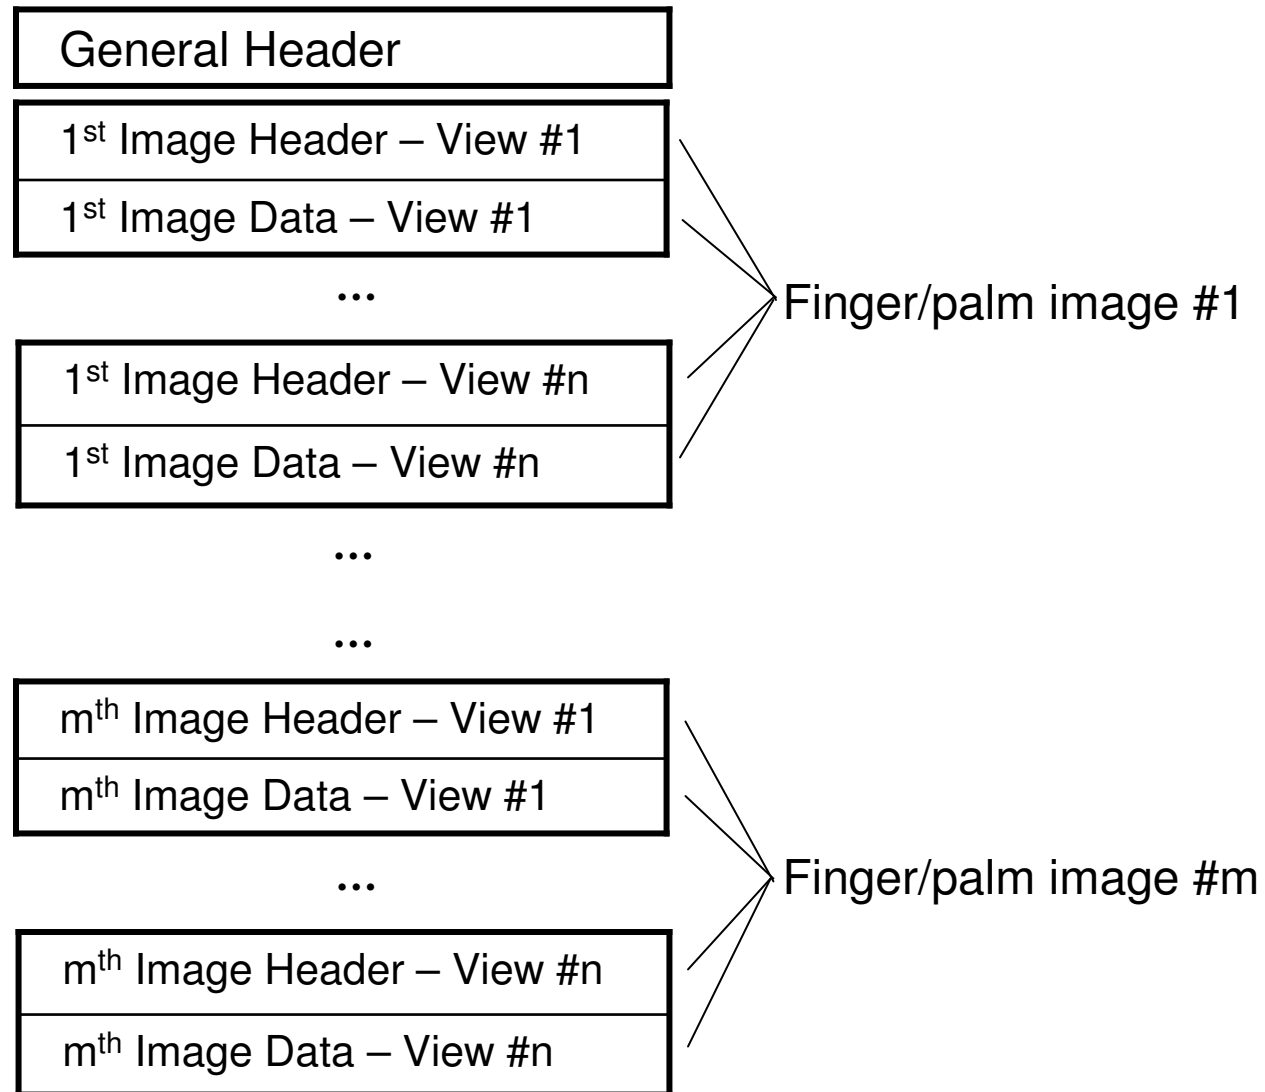 General Header
1st Image Header – View #1
1st Image Data – View #1
...
Finger/palm image #1
1st Image Header – View #n
1st Image Data – View #n
...
...
mth Image Header – View #1
mth Image Data – View #1
...
Finger/palm image #m
mth Image Header – View #n
mth Image Data – View #n